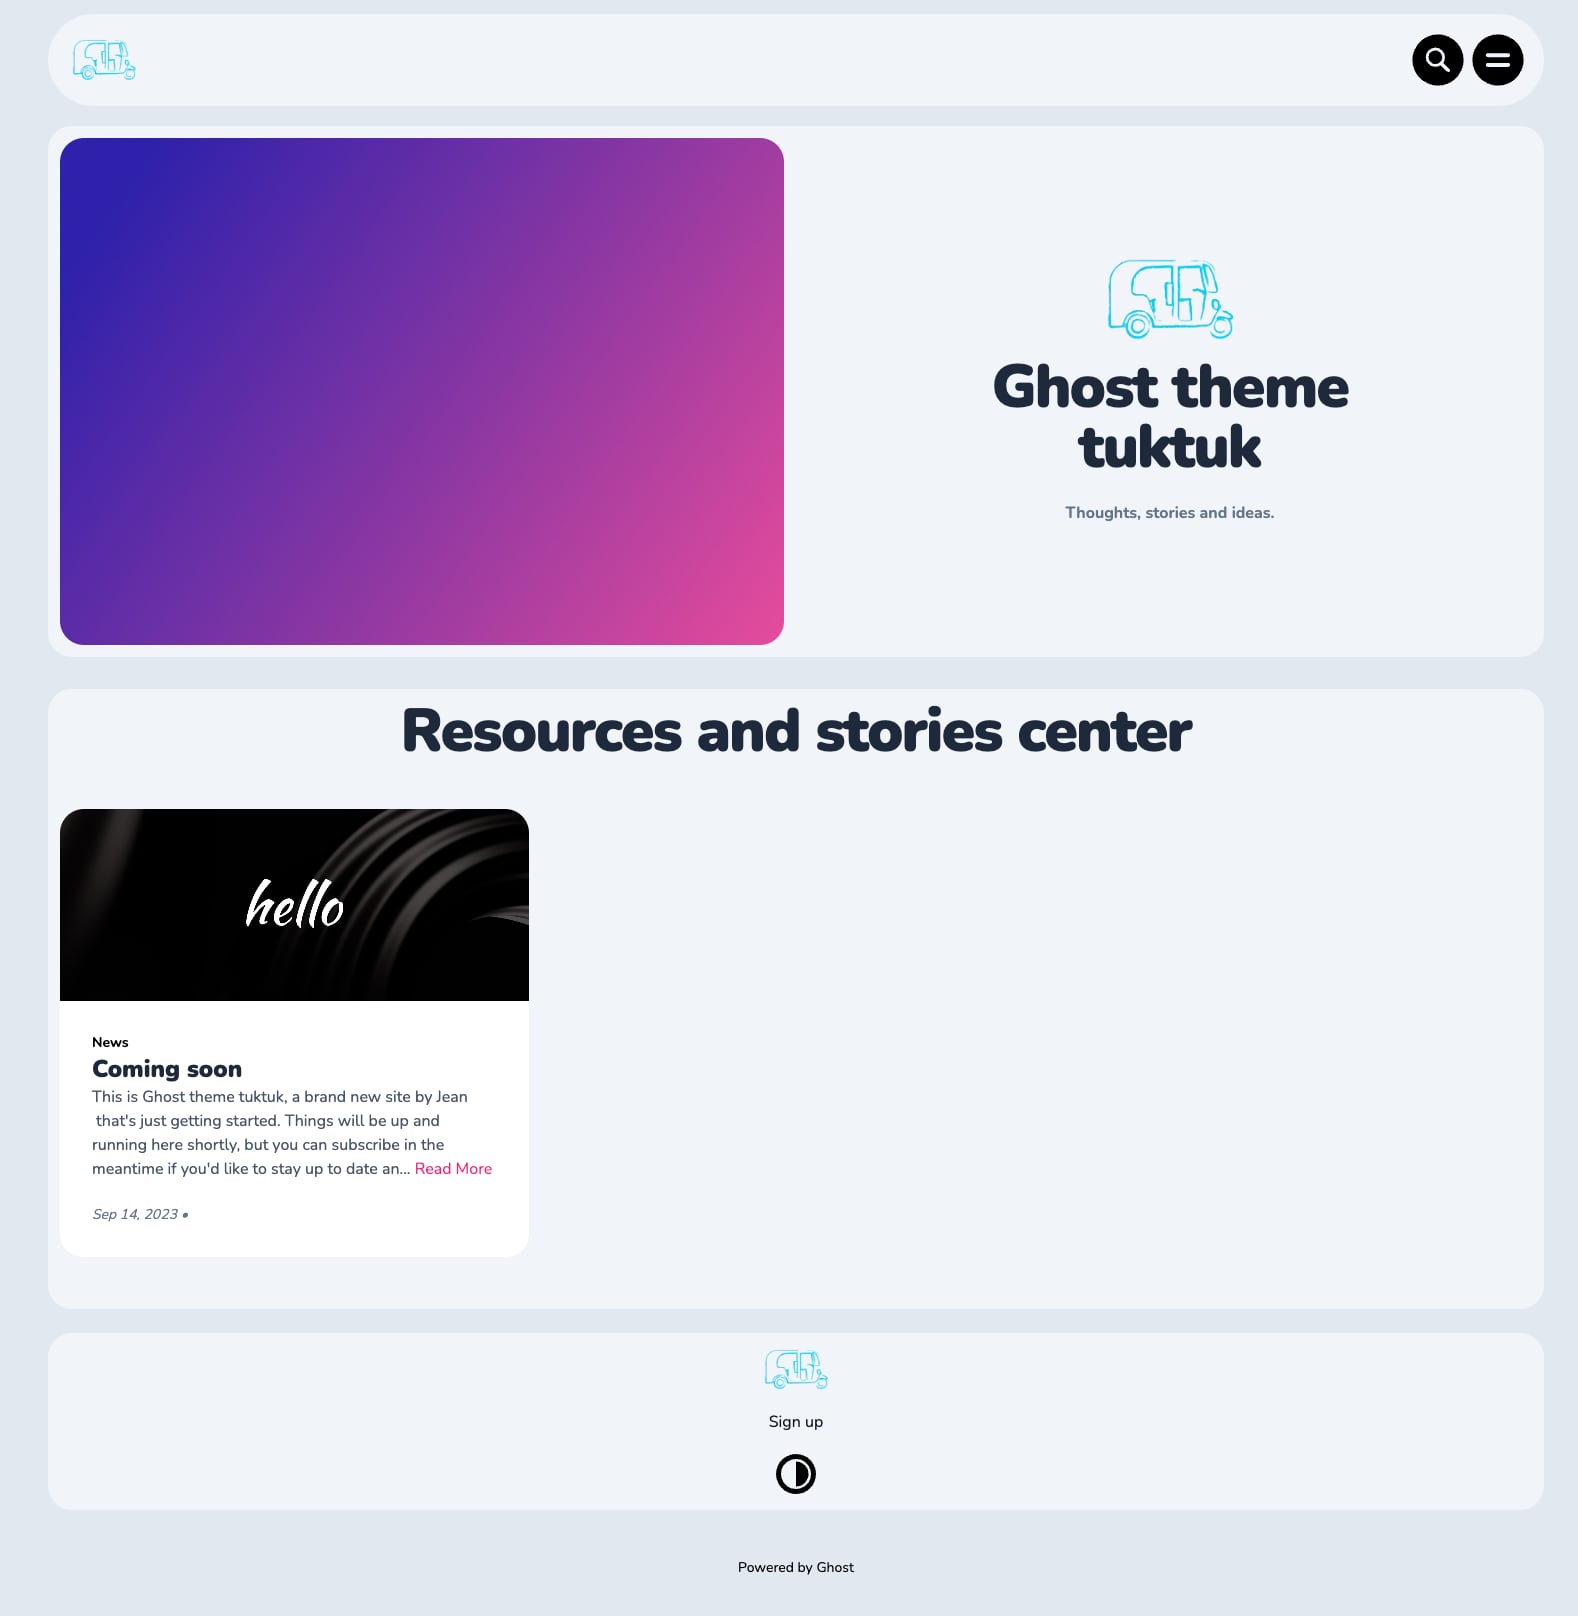 Ghost theme
tuktuk
Thoughts, stories and ideas.
Resources and stories center
hello
News
Coming soon
This is Ghost theme tuktuk, a brand new site by Jean
that's just getting started. Things will be up and
running here shortly, but you can subscribe in the
meantime if you'd like to stay up to date an... Read More
Sep 14, 2023 •
Sign up
Powered by Ghost